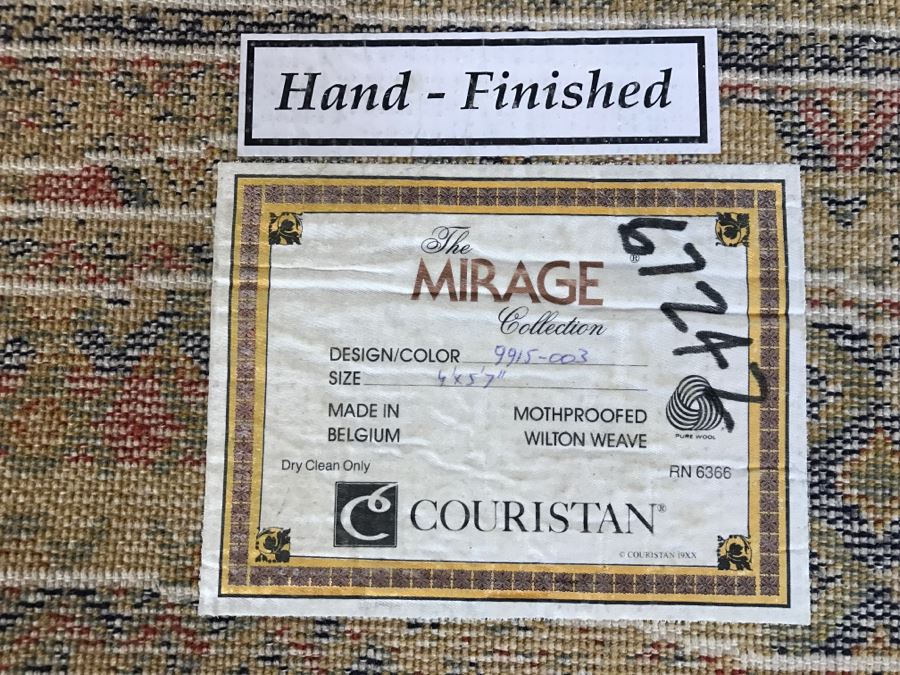 Hand - Finished
The
MIRAGE®
Collection
DESIGN/COLOR 9915-003
SIZE 4'x5'7"
MADE IN
BELGIUM
MOTHPROOFED
WILTON WEAVE
PURE WOOL
Dry Clean Only
RN 6366
C COURISTAN®
© COURISTAN 19XX